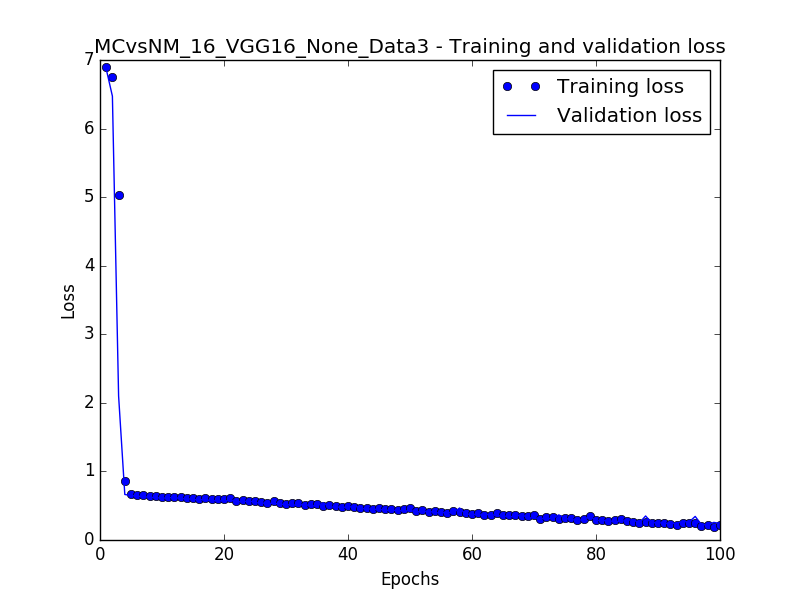 MCvsNM_16_VGG16_None_Data3 - Training and validation loss
Training loss
Validation loss
Loss
7
6
5
4
3
2
1
0
0 20 40 60 80 100
Epochs